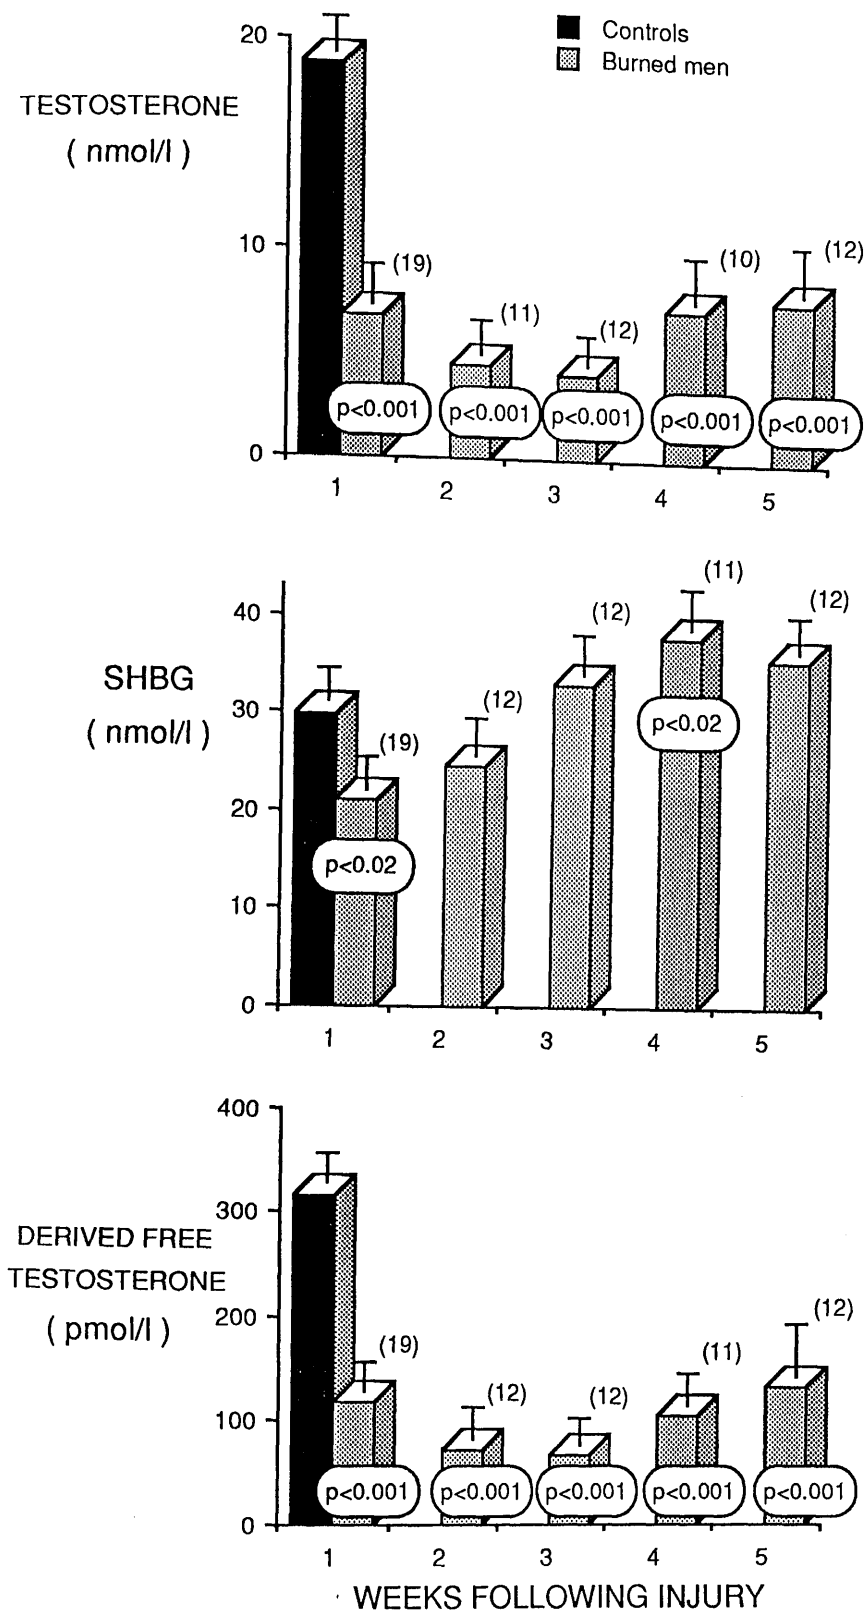 20
Controls
Burned men
TESTOSTERONE
( nmol/l )
10
(19)
(11)
(12)
(10)
(12)
p<0.001
p<0.001
p<0.001
p<0.001
p<0.001
0
1
2
3
4
5
(11)
40
(12)
(12)
SHBG
( nmol/l )
30
(19)
(12)
p<0.02
20
p<0.02
10
0
1
2
3
4
5
400
300
DERIVED FREE
TESTOSTERONE
( pmol/l )
200
(19)
(12)
(12)
(11)
(12)
100
p<0.001
p<0.001
p<0.001
p<0.001
p<0.001
0
1
2
3
4
5
WEEKS FOLLOWING INJURY